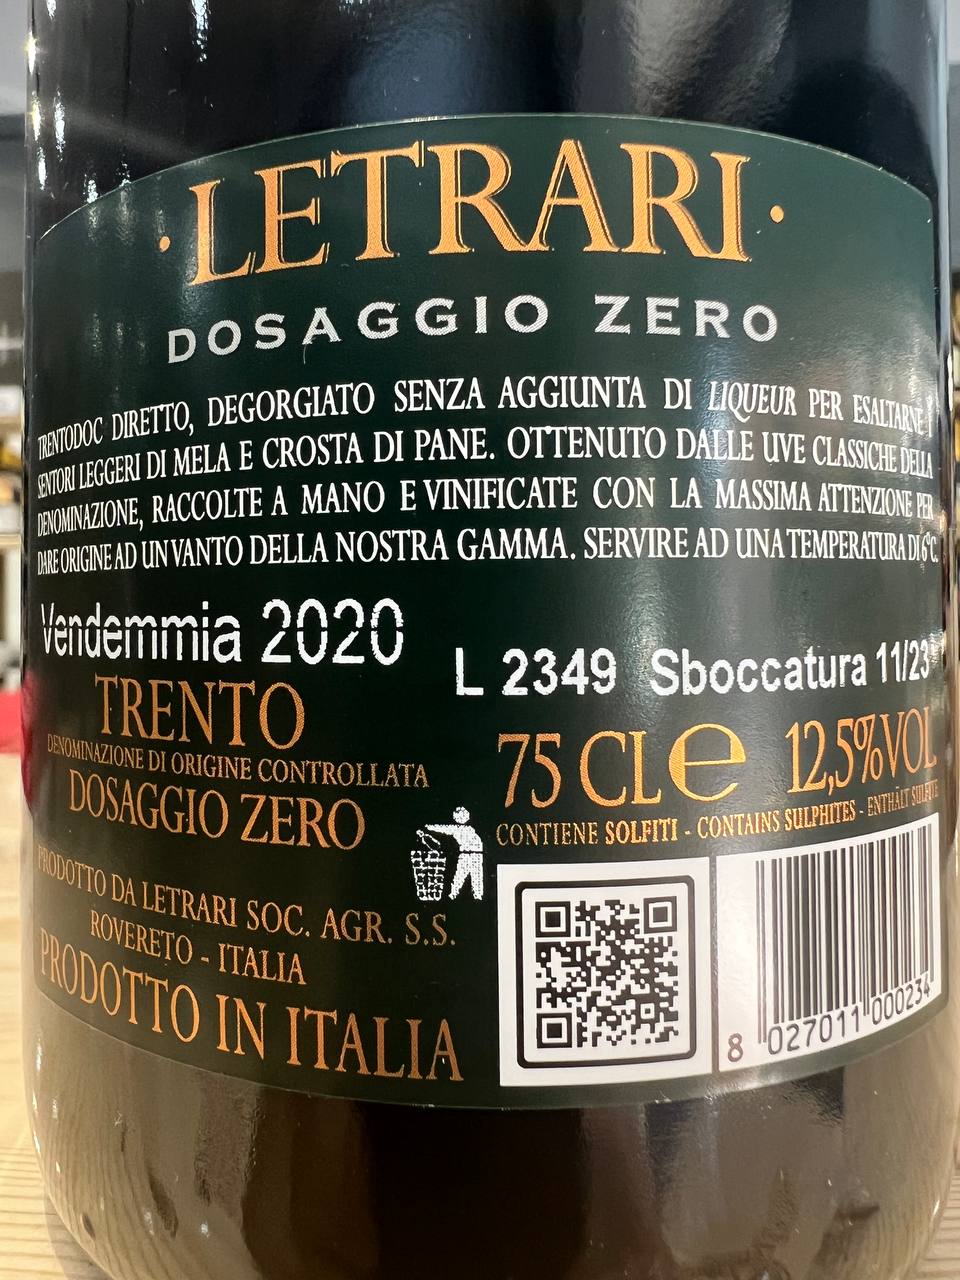 ·LETRARI·
DOSAGGIO ZERO
TRENTODOC DIRETTO, DEGORGIATO SENZA AGGIUNTA DI LIQUEUR PER ESALTARNE I
SENTORI LEGGERI DI MELA E CROSTA DI PANE. OTTENUTO DALLE UVE CLASSICHE DELLA
DENOMINAZIONE, RACCOLTE A MANO E VINIFICATE CON LA MASSIMA ATTENZIONE PER
DARE ORIGINE AD UN VANTO DELLA NOSTRA GAMMA. SERVIRE AD UNA TEMPERATURA DI 6°C.
Vendemmia 2020
L 2349 Sboccatura 11/23
TRENTO
DENOMINAZIONE DI ORIGINE CONTROLLATA
DOSAGGIO ZERO
75 CL e 12,5%VOL
CONTIENE SOLFITI - CONTAINS SULPHITES - ENTHÄLT SULFITE
PRODOTTO DA LETRARI SOC. AGR. S.S.
ROVERETO - ITALIA
PRODOTTO IN ITALIA
8 027011 000234